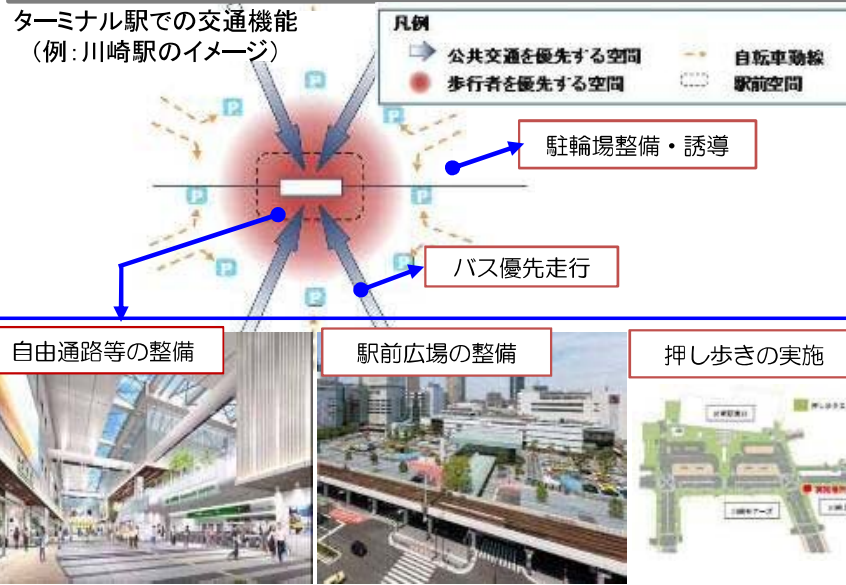 ターミナル駅での交通機能
（例：川崎駅のイメージ）
凡例
公共交通を優先する空間
自転車動線
歩行者を優先する空間
駅前空間
P
P
P
P
P
P
P
P
駐輪場整備・誘導
バス優先走行
自由通路等の整備
駅前広場の整備
押し歩きの実施